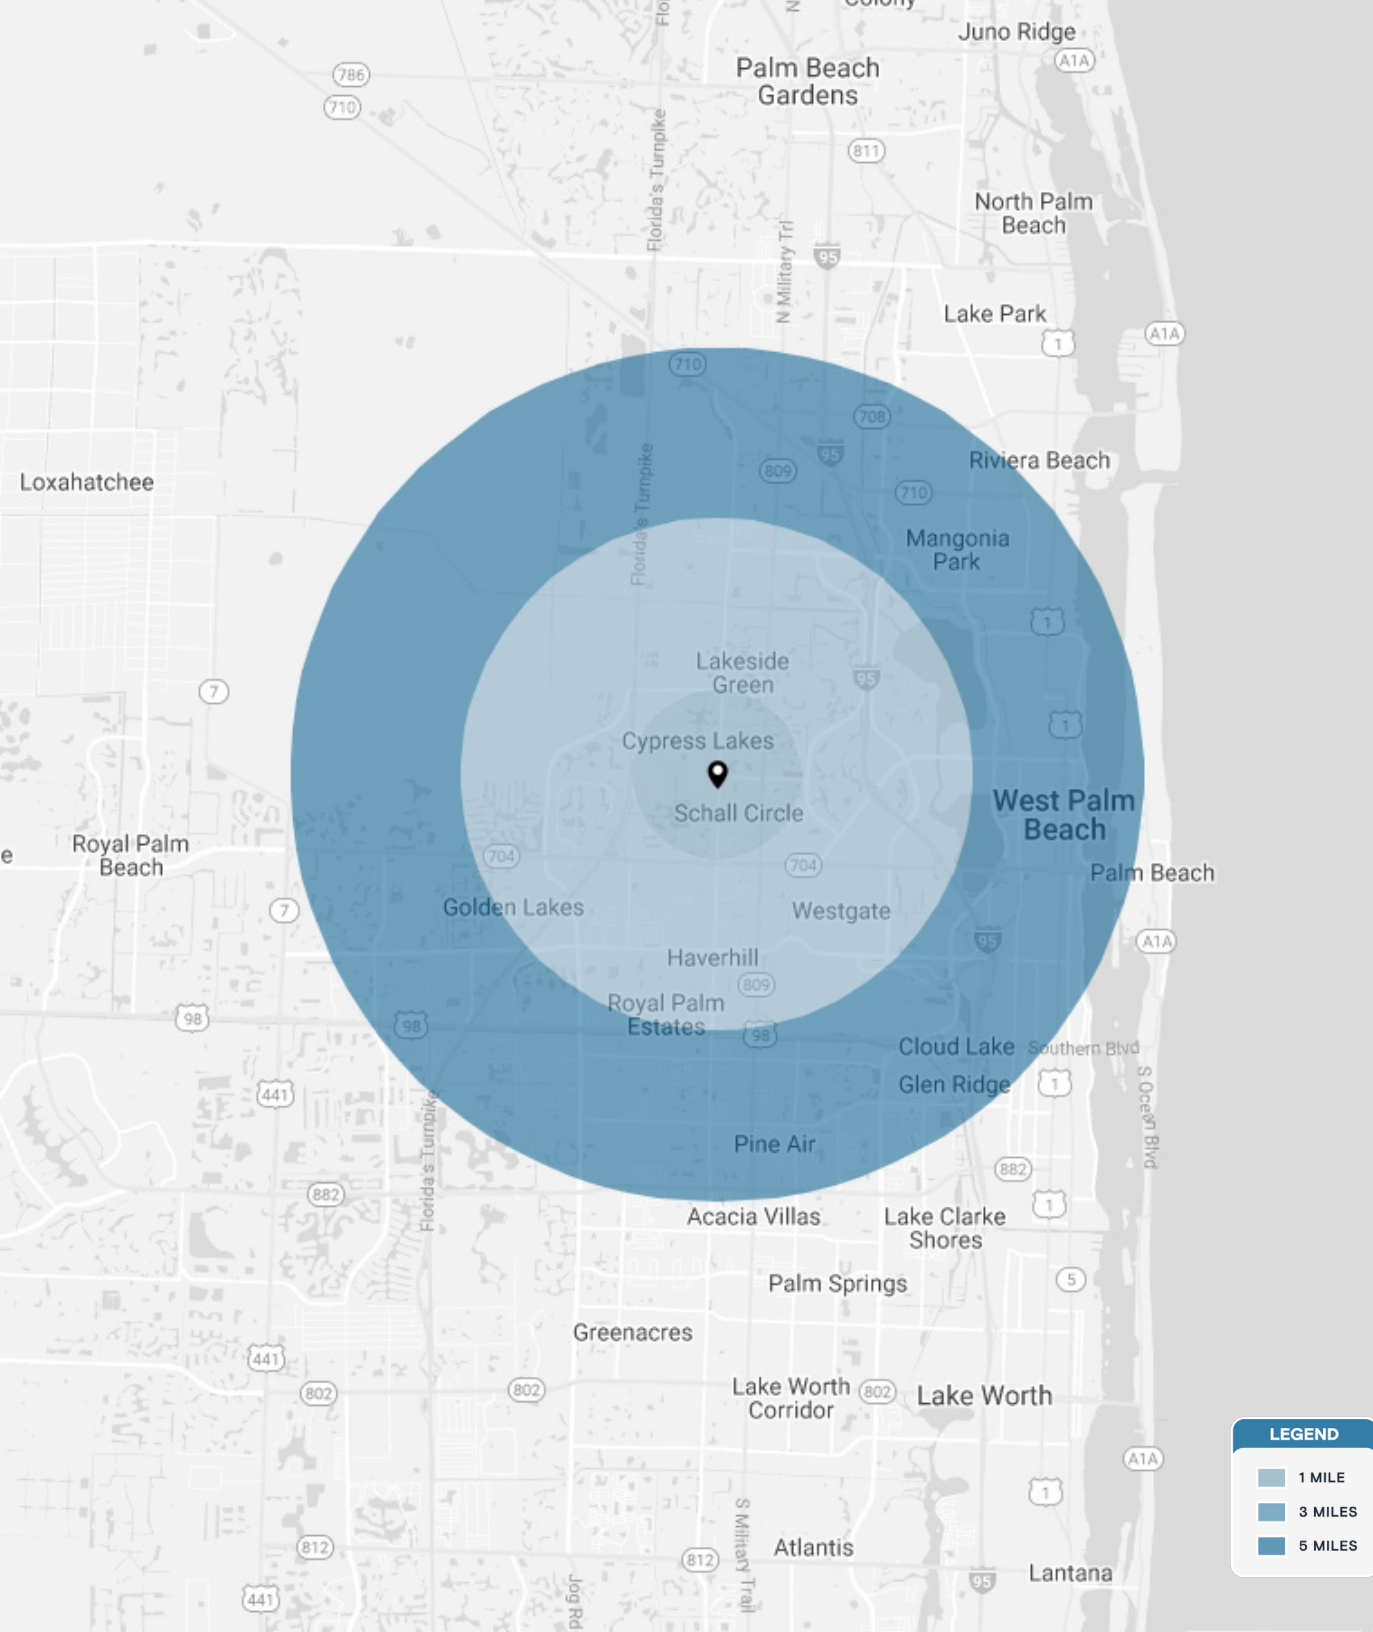 Colony
Juno Ridge
A1A
Palm Beach
Gardens
786
710
811
Florida's Turnpike
North Palm
Beach
N Military Trl
95
Lake Park
1
A1A
710
708
95
809
Riviera Beach
Florida's Turnpike
Loxahatchee
710
Mangonia
Park
1
Lakeside
Green
95
7
1
Cypress Lakes
West Palm
Beach
Schall Circle
Royal Palm
Beach
e
704
704
Palm Beach
7
Golden Lakes
Westgate
95
A1A
Haverhill
809
Royal Palm
Estates
98
98
98
Cloud Lake
Southern Blvd
Glen Ridge
1
441
S Ocean Blvd
Florida's Turnpike
Pine Air
882
882
1
Acacia Villas
Lake Clarke
Shores
Palm Springs
5
Greenacres
441
802
802
Lake Worth
Corridor
802
Lake Worth
LEGEND
1 MILE
3 MILES
5 MILES
A1A
1
S Military Trail
812
812
Atlantis
Lantana
95
441
Jog Rd